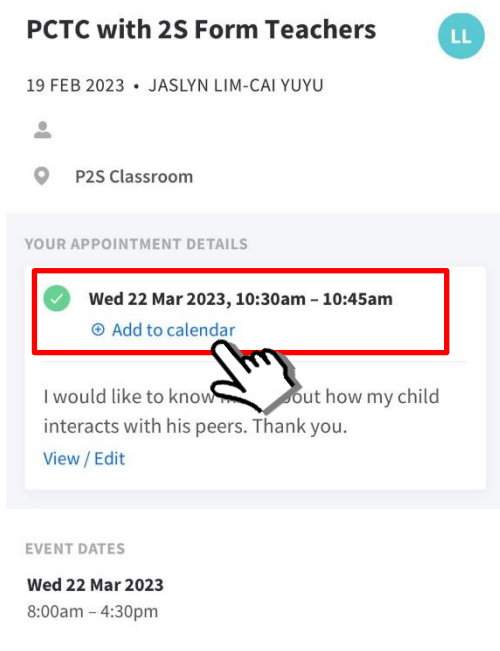 PCTC with 2S Form Teachers
LL
19 FEB 2023 • JASLYN LIM-CAI YUYU
P2S Classroom
YOUR APPOINTMENT DETAILS
Wed 22 Mar 2023, 10:30am – 10:45am
⊕ Add to calendar
I would like to know out how my child
interacts with his peers. Thank you.
View / Edit
EVENT DATES
Wed 22 Mar 2023
8:00am – 4:30pm